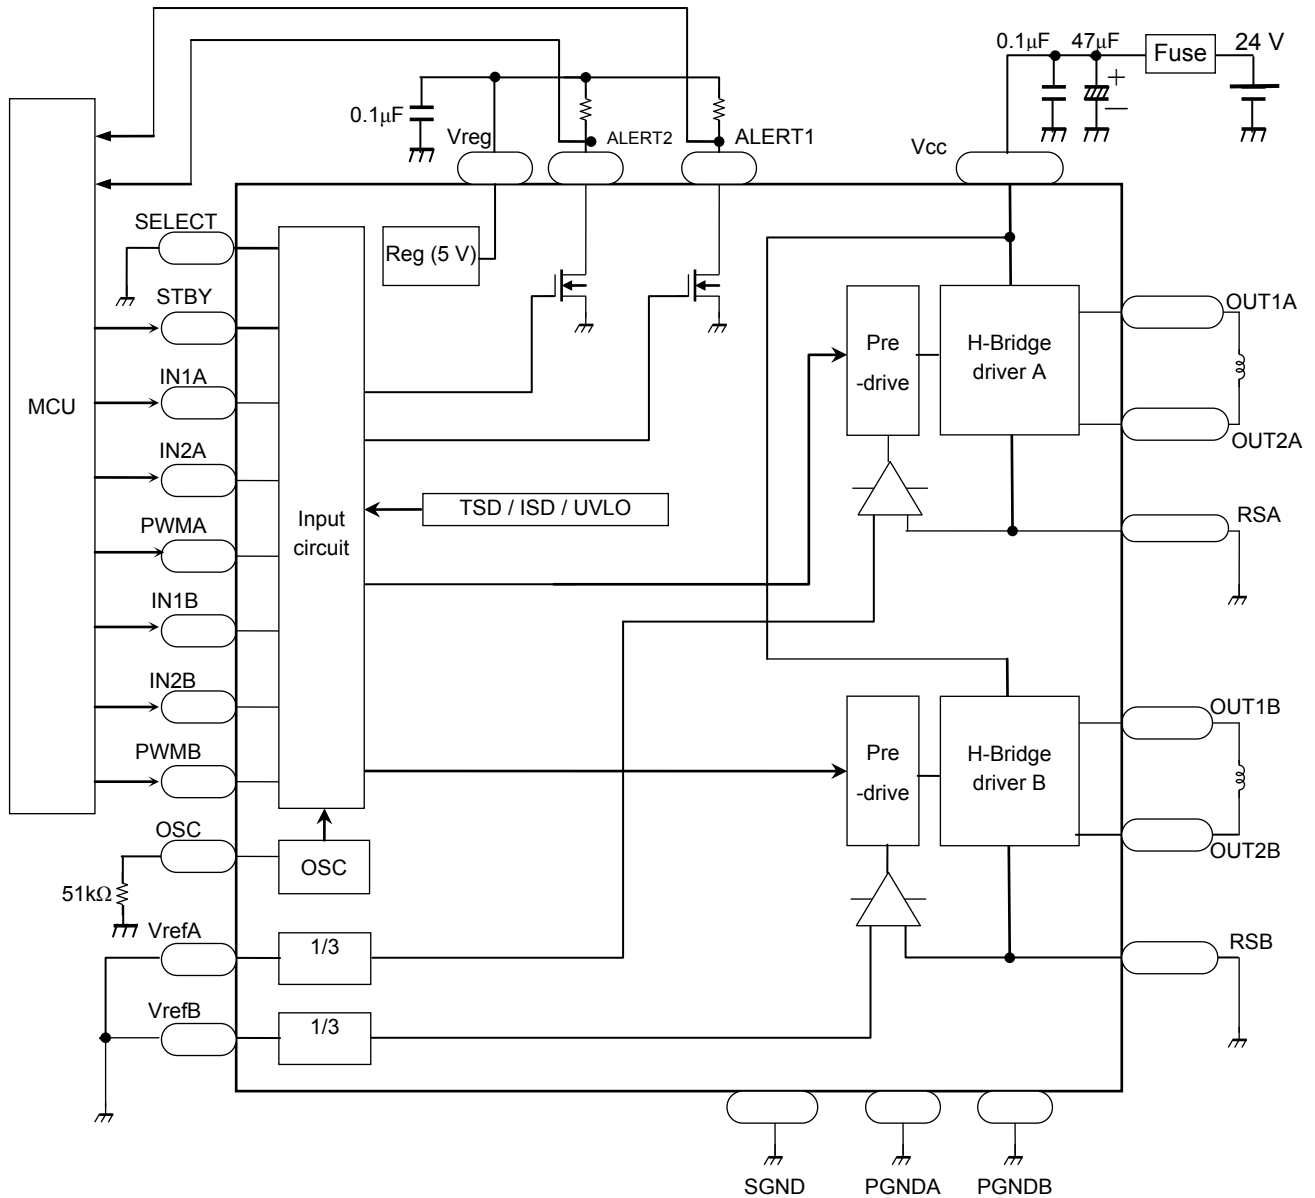 0.1μF
47μF
Fuse
24 V
0.1μF
Vreg
ALERT2
ALERT1
Vcc
SELECT
Reg (5 V)
STBY
OUT1A
Pre
-drive
H-Bridge
driver A
IN1A
MCU
OUT2A
IN2A
TSD / ISD / UVLO
Input
circuit
PWMA
RSA
IN1B
IN2B
OUT1B
PWMB
Pre
-drive
H-Bridge
driver B
OSC
OUT2B
OSC
51kΩ
VrefA
1/3
RSB
VrefB
1/3
SGND
PGNDA
PGNDB